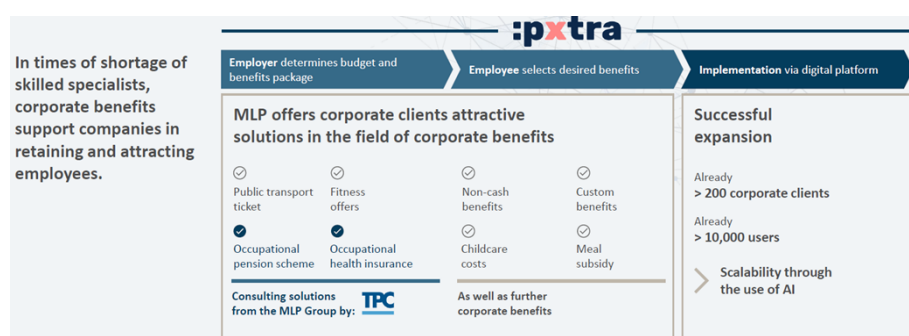 :pxtra
In times of shortage of
skilled specialists,
corporate benefits
support companies in
retaining and attracting
employees.
Employer determines budget and
benefits package
Employee selects desired benefits
Implementation via digital platform
MLP offers corporate clients attractive
solutions in the field of corporate benefits
Public transport
ticket
Fitness
offers
Non-cash
benefits
Custom
benefits
Occupational
pension scheme
Occupational
health insurance
Childcare
costs
Meal
subsidy
Consulting solutions
from the MLP Group by:
TPC
As well as further
corporate benefits
Successful
expansion
Already
> 200 corporate clients
Already
> 10,000 users
Scalability through
the use of AI